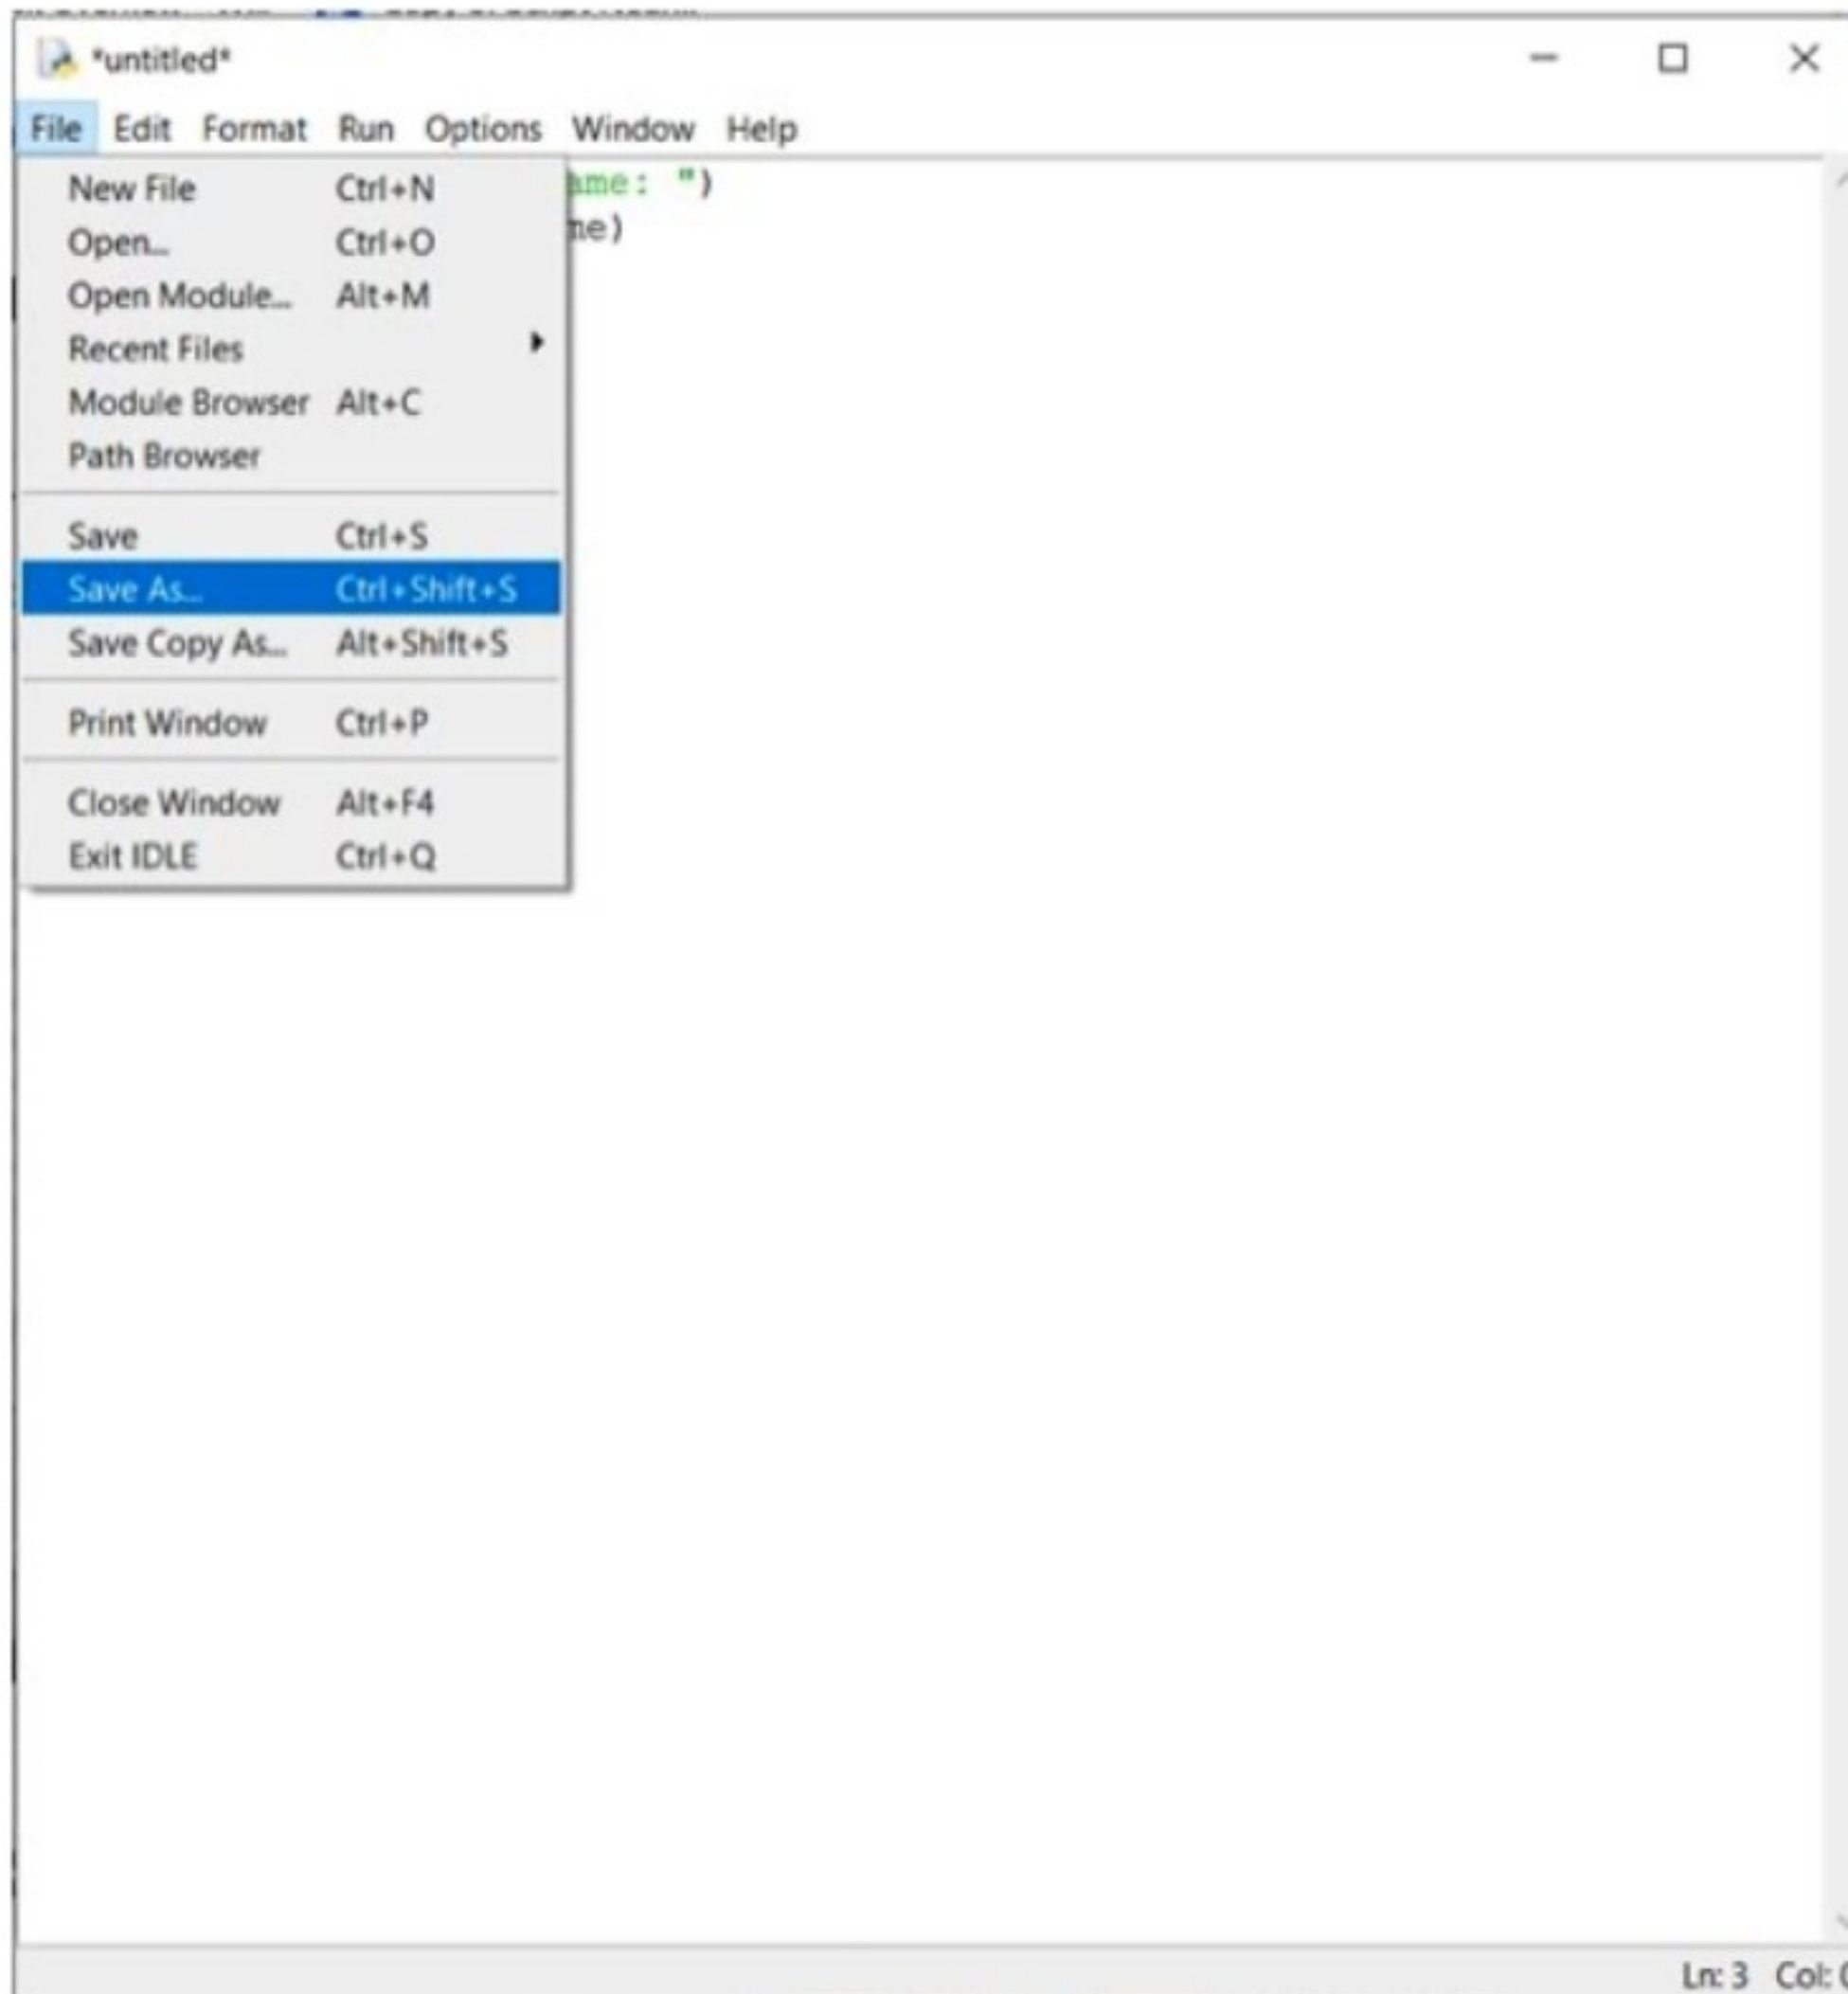 *untitled*
File Edit Format Run Options Window Help
ame: ")
me)
New File Ctrl+N
Open... Ctrl+O
Open Module... Alt+M
Recent Files
Module Browser Alt+C
Path Browser
Save Ctrl+S
Save As... Ctrl+Shift+S
Save Copy As... Alt+Shift+S
Print Window Ctrl+P
Close Window Alt+F4
Exit IDLE Ctrl+Q
Ln: 3 Col: 0